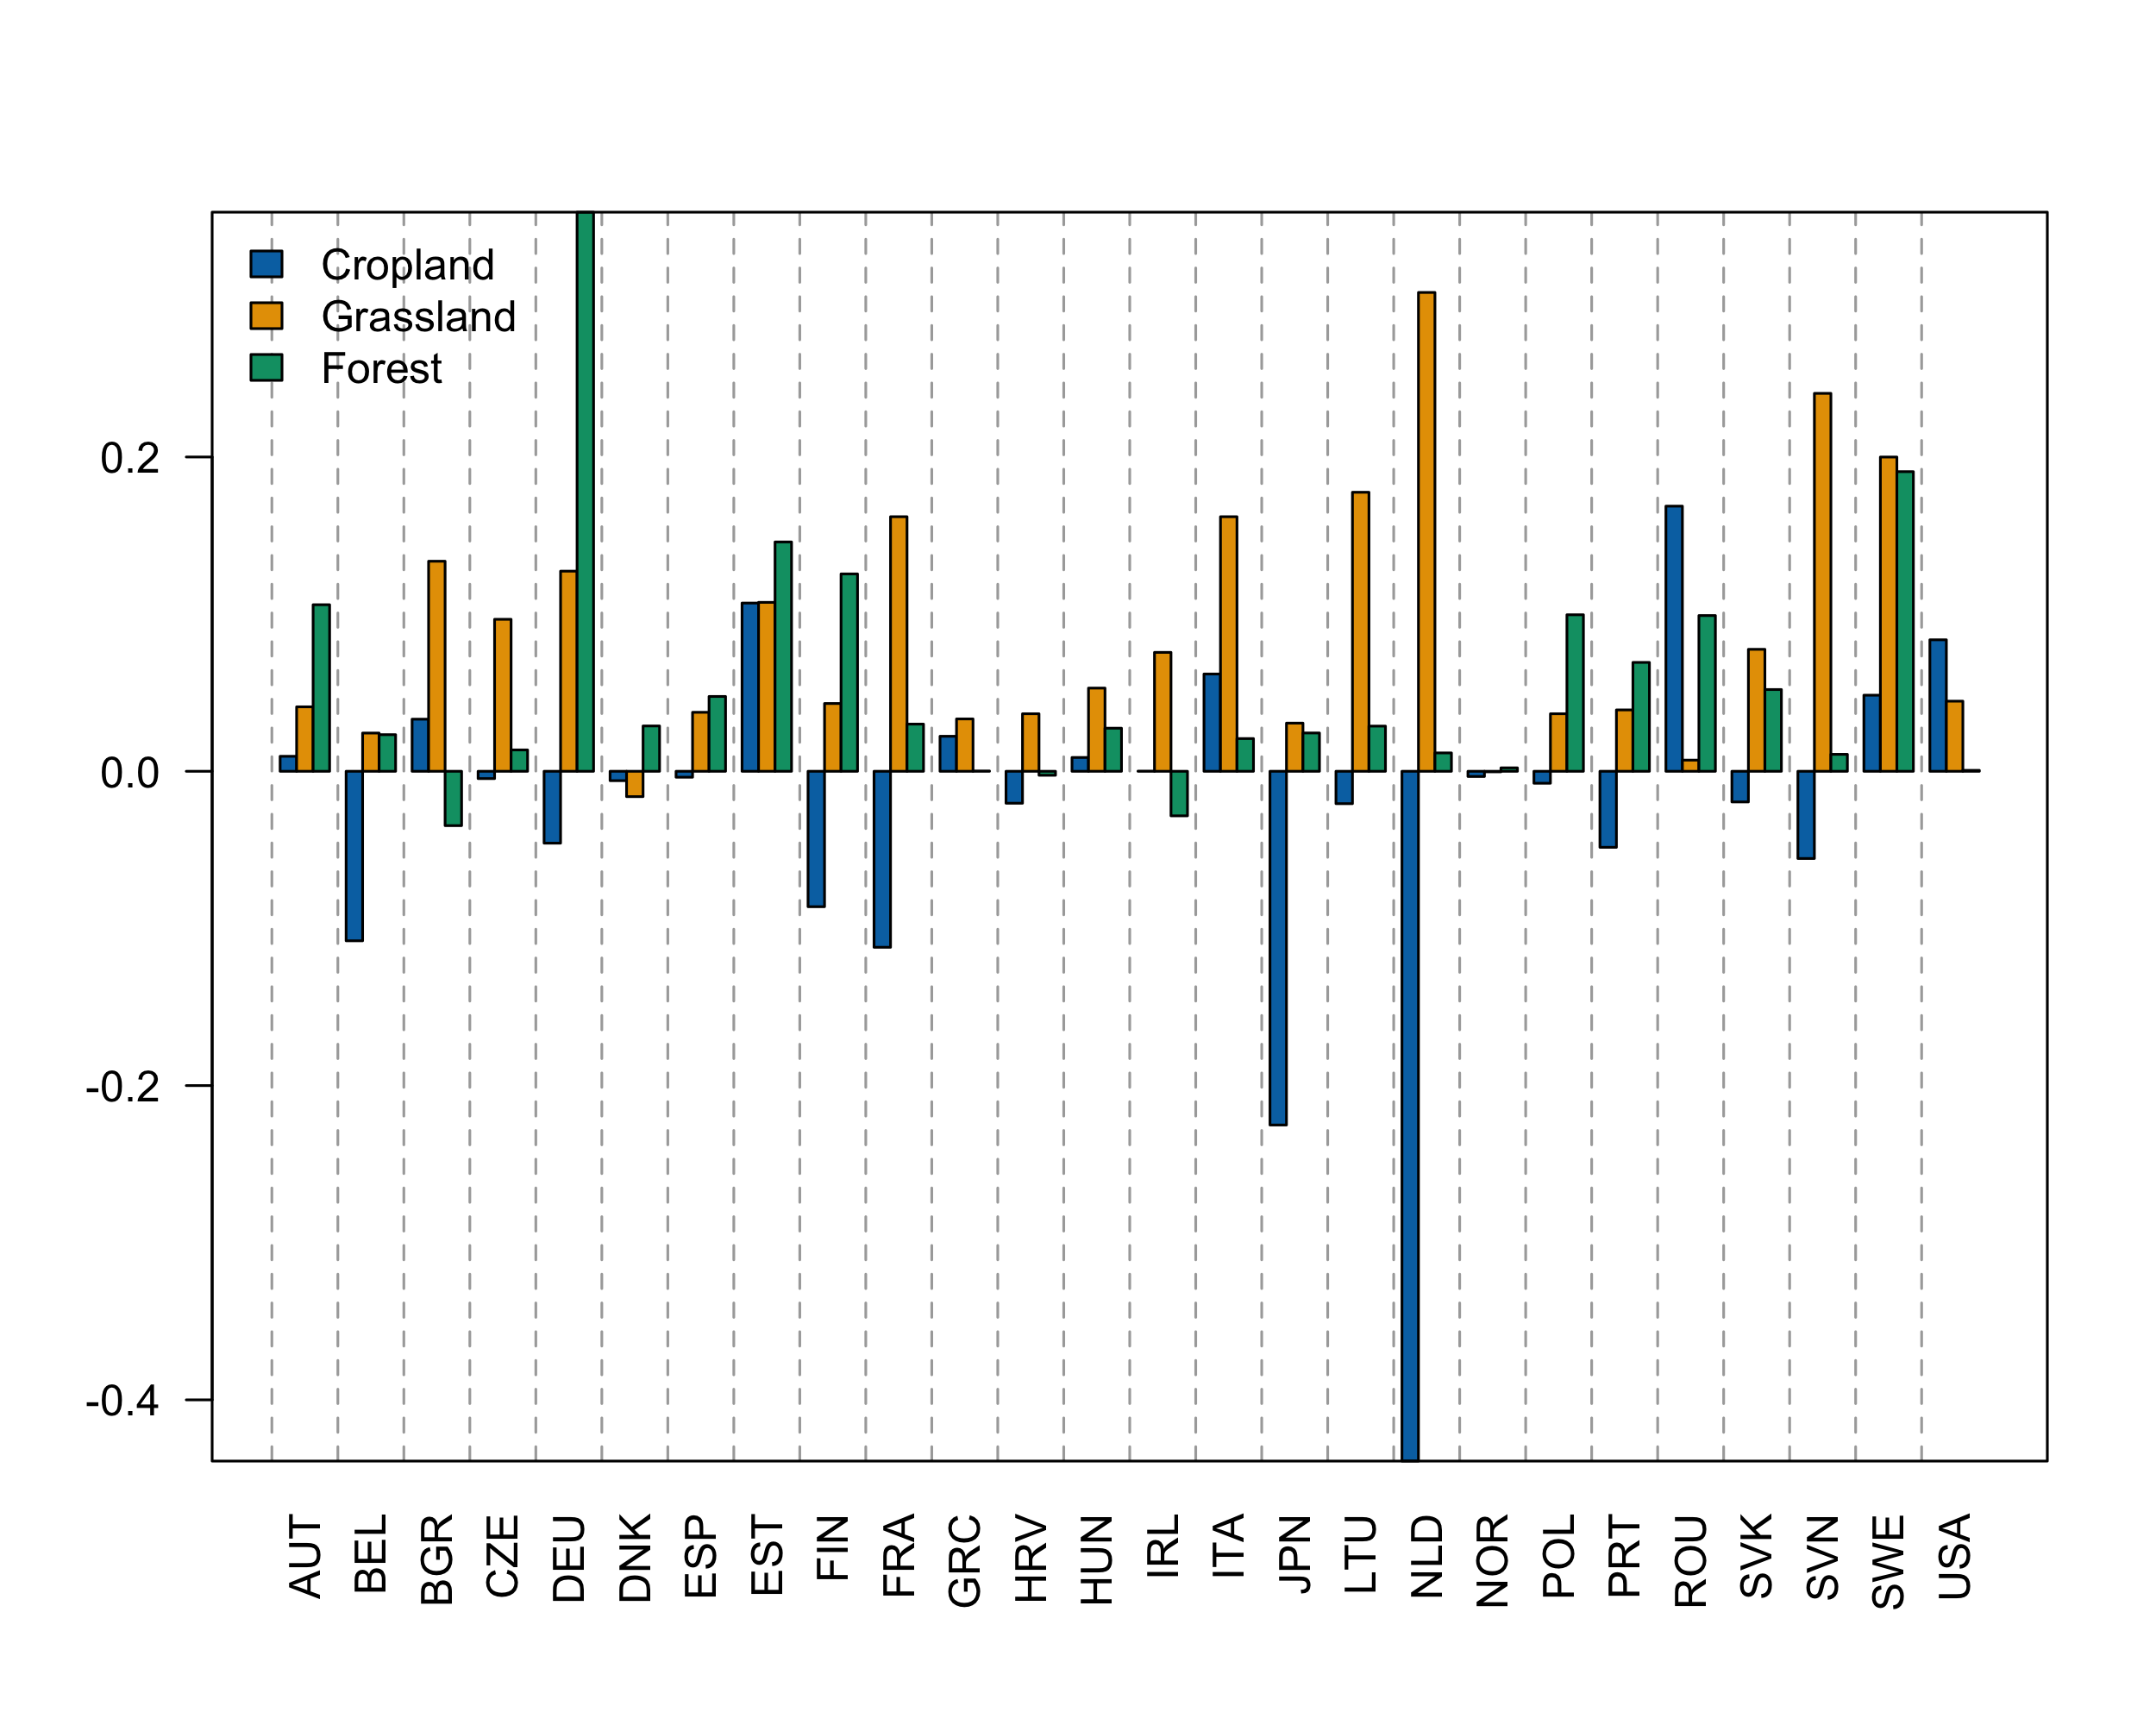 Cropland
Grassland
Forest
0.2
0.0
-0.2
-0.4
AUT BEL BGR CZE DEU DNK ESP EST FIN FRA GRC HRV HUN IRL ITA JPN LTU NLD NOR POL PRT ROU SVK SVN SWE USA